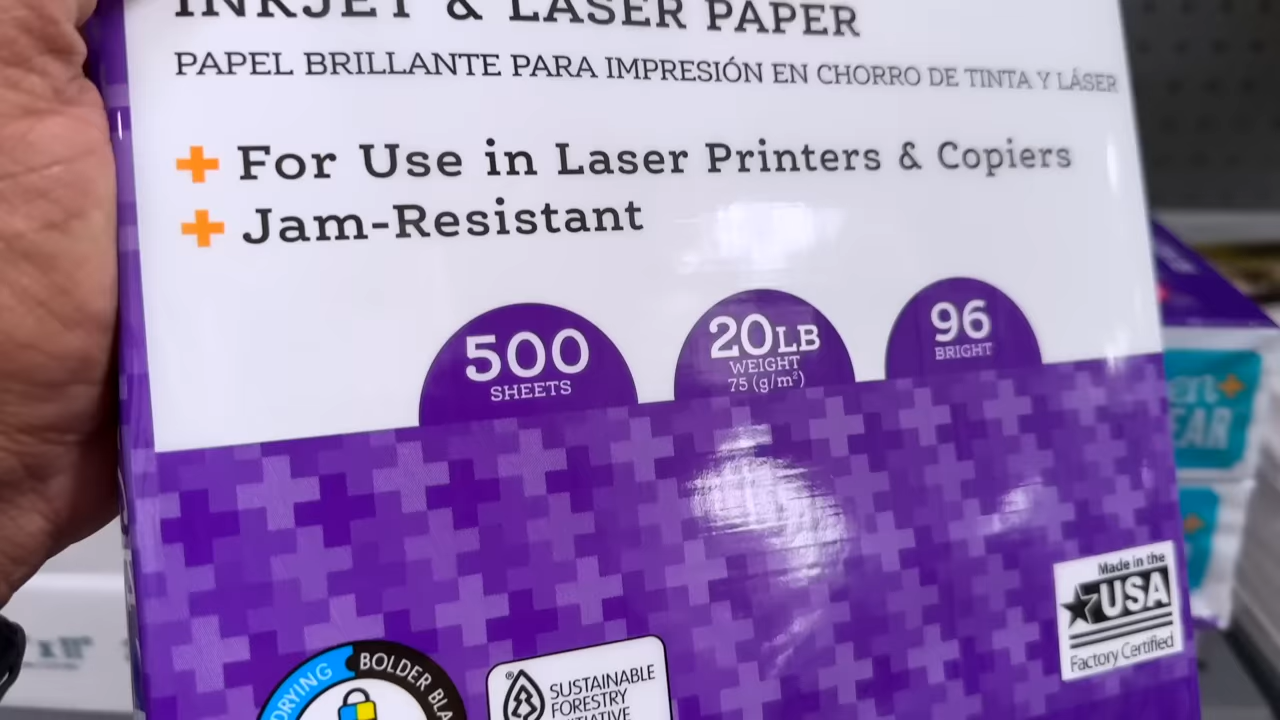 INKJET & LASER PAPER
PAPEL BRILLANTE PARA IMPRESIÓN EN CHORRO DE TINTA Y LÁSER
+ For Use in Laser Printers & Copiers
+ Jam-Resistant
500
SHEETS
20LB
WEIGHT
75 (g/m²)
96
BRIGHT
Made in the
USA
Factory Certified
DRYING BOLDER
SUSTAINABLE
FORESTRY